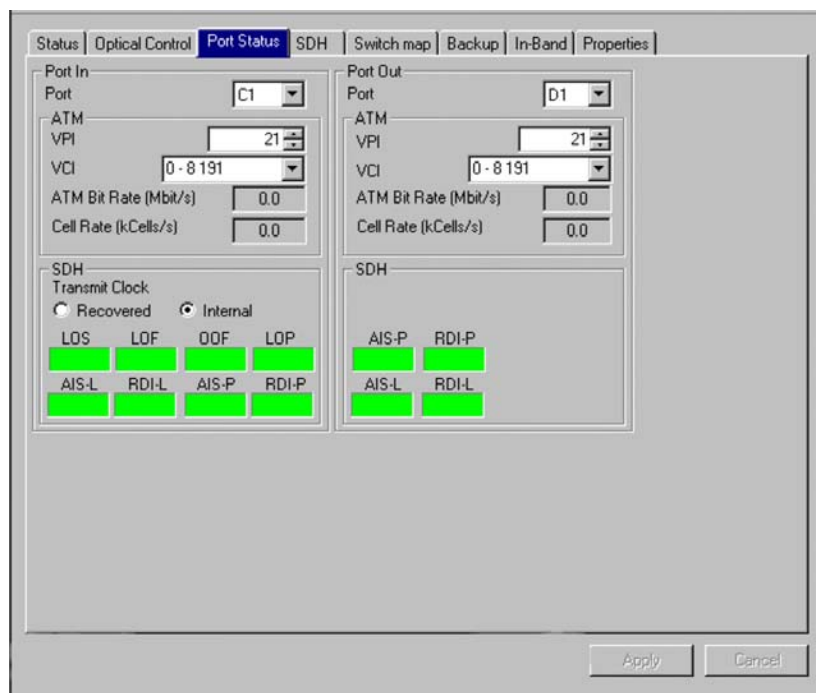 Status Optical Control Port Status SDH Switch map Backup In-Band Properties
Port In
Port C1
ATM
VPI 21
VCI 0 - 8 191
ATM Bit Rate (Mbit/s) 0.0
Cell Rate (kCells/s) 0.0
SDH
Transmit Clock
Recovered Internal
LOS LOF OOF LOP
AIS-L RDI-L AIS-P RDI-P
Port Out
Port D1
ATM
VPI 21
VCI 0 - 8 191
ATM Bit Rate (Mbit/s) 0.0
Cell Rate (kCells/s) 0.0
SDH
AIS-P RDI-P
AIS-L RDI-L
Apply Cancel